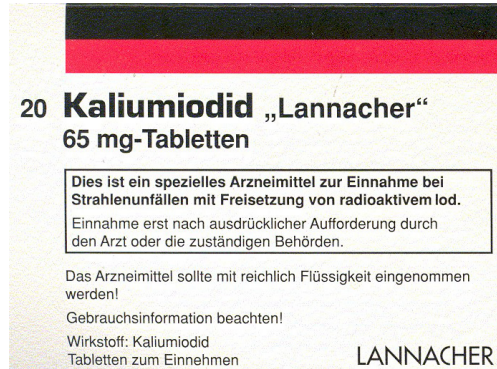 20 Kaliumiodid „Lannacher“
65 mg-Tabletten
Dies ist ein spezielles Arzneimittel zur Einnahme bei
Strahlenunfällen mit Freisetzung von radioaktivem Iod.
Einnahme erst nach ausdrücklicher Aufforderung durch
den Arzt oder die zuständigen Behörden.
Das Arzneimittel sollte mit reichlich Flüssigkeit eingenommen
werden!
Gebrauchsinformation beachten!
Wirkstoff: Kaliumiodid
Tabletten zum Einnehmen
LANNACHER